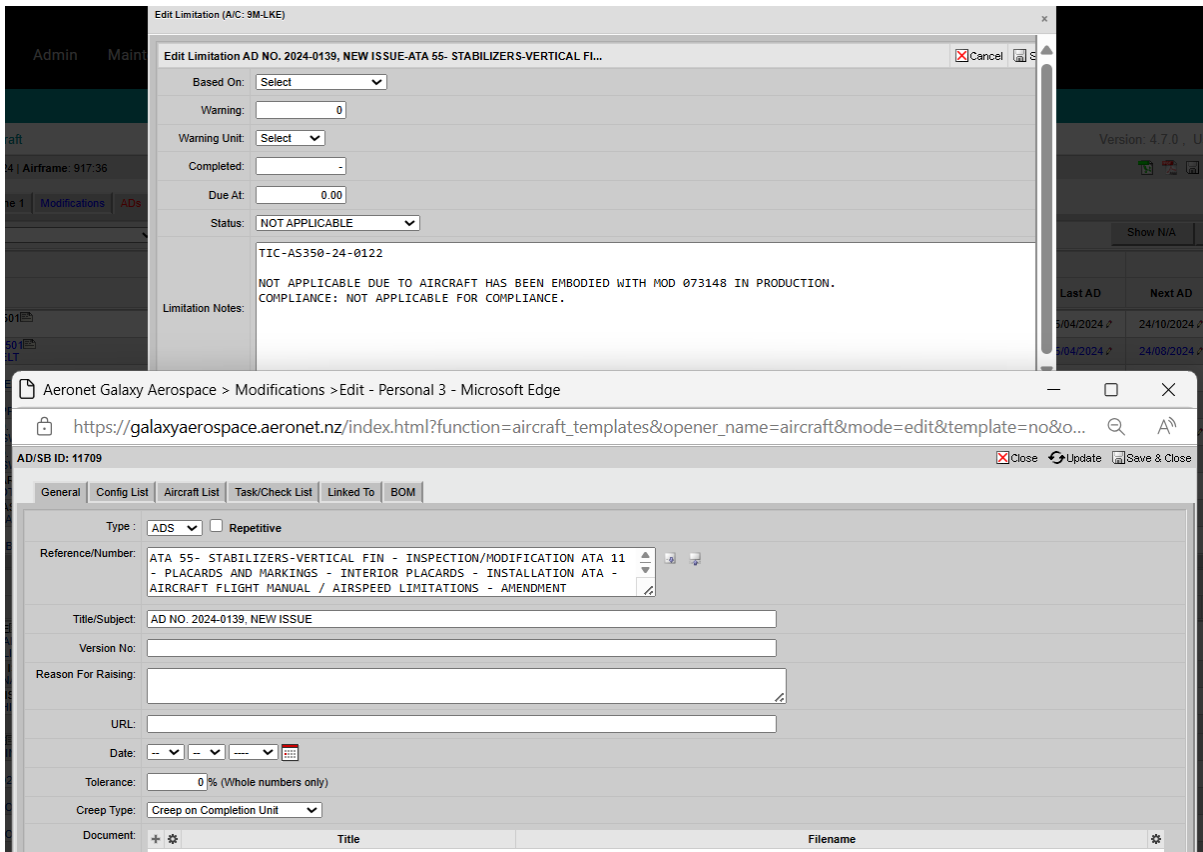 Edit Limitation (A/C: 9M-LKE)
×
Admin
Maint
Edit Limitation AD NO. 2024-0139, NEW ISSUE-ATA 55- STABILIZERS-VERTICAL FI...
Cancel
S
Based On: Select
Warning: 0
Warning Unit: Select
raft
Version: 4.7.0 , U
Completed: -
24 | Airframe: 917:36
Due At: 0.00
ne 1 Modifications ADs
Status: NOT APPLICABLE
Show N/A
TIC-AS350-24-0122
NOT APPLICABLE DUE TO AIRCRAFT HAS BEEN EMBODIED WITH MOD 073148 IN PRODUCTION.
COMPLIANCE: NOT APPLICABLE FOR COMPLIANCE.
Limitation Notes:
Last AD Next AD
501
5/04/2024 24/10/2024
501
ELT
5/04/2024 24/08/2024
Aeronet Galaxy Aerospace > Modifications >Edit - Personal 3 - Microsoft Edge
https://galaxyaerospace.aeronet.nz/index.html?function=aircraft_templates&opener_name=aircraft&mode=edit&template=no&o...
AD/SB ID: 11709
Close Update Save & Close
General Config List Aircraft List Task/Check List Linked To BOM
Type : ADS Repetitive
Reference/Number:
ATA 55- STABILIZERS-VERTICAL FIN - INSPECTION/MODIFICATION ATA 11
- PLACARDS AND MARKINGS - INTERIOR PLACARDS - INSTALLATION ATA -
AIRCRAFT FLIGHT MANUAL / AIRSPEED LIMITATIONS - AMENDMENT
Title/Subject: AD NO. 2024-0139, NEW ISSUE
Version No:
Reason For Raising:
URL:
Date: -- -- ----
Tolerance: 0 % (Whole numbers only)
Creep Type: Creep on Completion Unit
Document: + Title Filename